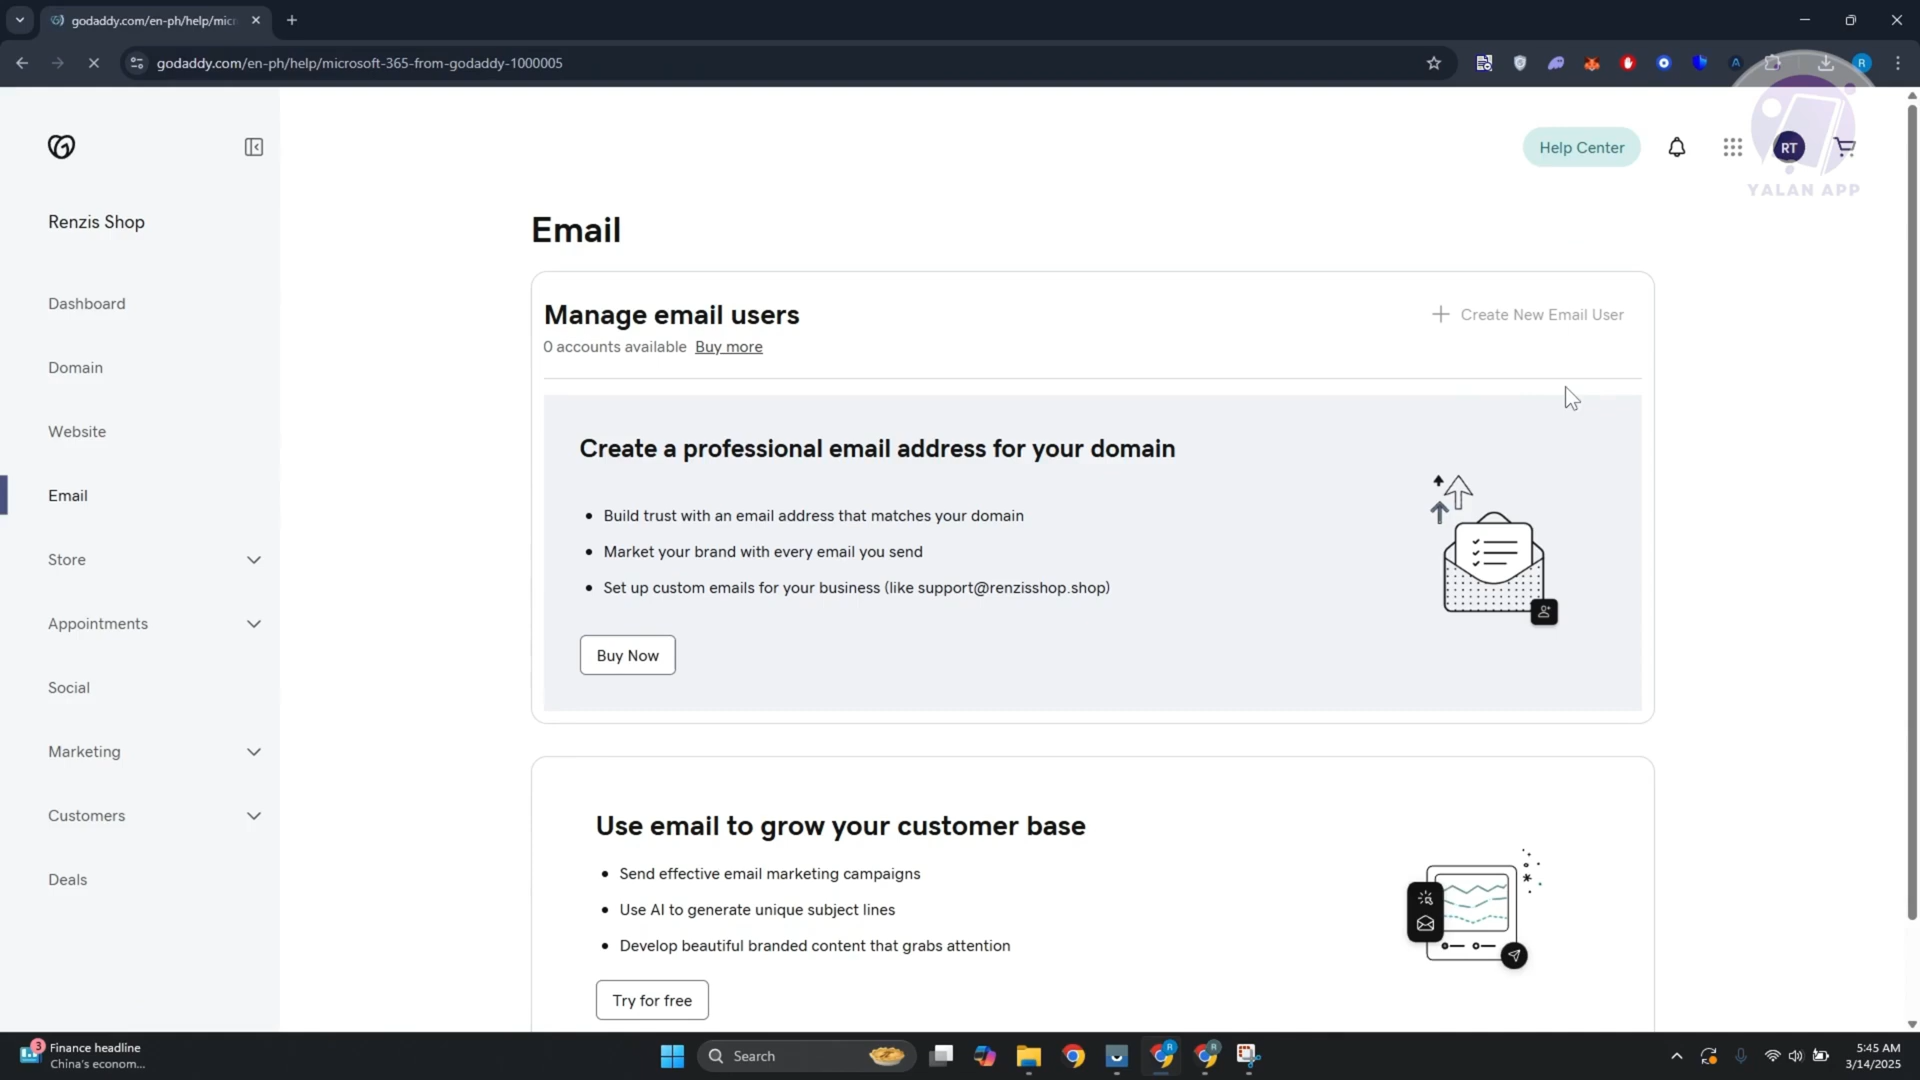 godaddy.com/en-ph/help/micr
godaddy.com/en-ph/help/microsoft-365-from-godaddy-1000005
A
R
Help Center
RT
YALAN APP
Renzis Shop
Dashboard
Domain
Website
Email
Store
Appointments
Social
Marketing
Customers
Deals
Email
Manage email users
Create New Email User
0 accounts available Buy more
Create a professional email address for your domain
Build trust with an email address that matches your domain
Market your brand with every email you send
Set up custom emails for your business (like support@renzisshop.shop)
Buy Now
Use email to grow your customer base
Send effective email marketing campaigns
Use AI to generate unique subject lines
Develop beautiful branded content that grabs attention
Try for free
3
Finance headline
China's econom...
Search
R
R
5:45 AM
3/14/2025